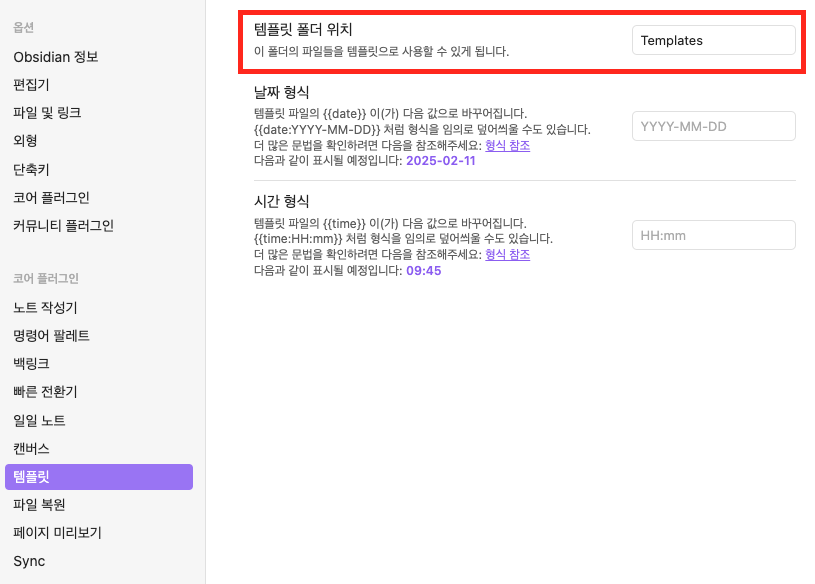 옵션
Obsidian 정보
편집기
파일 및 링크
외형
단축키
코어 플러그인
커뮤니티 플러그인
코어 플러그인
노트 작성기
명령어 팔레트
백링크
빠른 전환기
일일 노트
캔버스
템플릿
파일 복원
페이지 미리보기
Sync
템플릿 폴더 위치
이 폴더의 파일들을 템플릿으로 사용할 수 있게 됩니다.
Templates
날짜 형식
템플릿 파일의 {{date}} 이(가) 다음 값으로 바꾸어집니다.
{{date:YYYY-MM-DD}} 처럼 형식을 임의로 덮어씌울 수도 있습니다.
더 많은 문법을 확인하려면 다음을 참조해주세요: 형식 참조
다음과 같이 표시될 예정입니다: 2025-02-11
YYYY-MM-DD
시간 형식
템플릿 파일의 {{time}} 이(가) 다음 값으로 바꾸어집니다.
{{time:HH:mm}} 처럼 형식을 임의로 덮어씌울 수도 있습니다.
더 많은 문법을 확인하려면 다음을 참조해주세요: 형식 참조
다음과 같이 표시될 예정입니다: 09:45
HH:mm